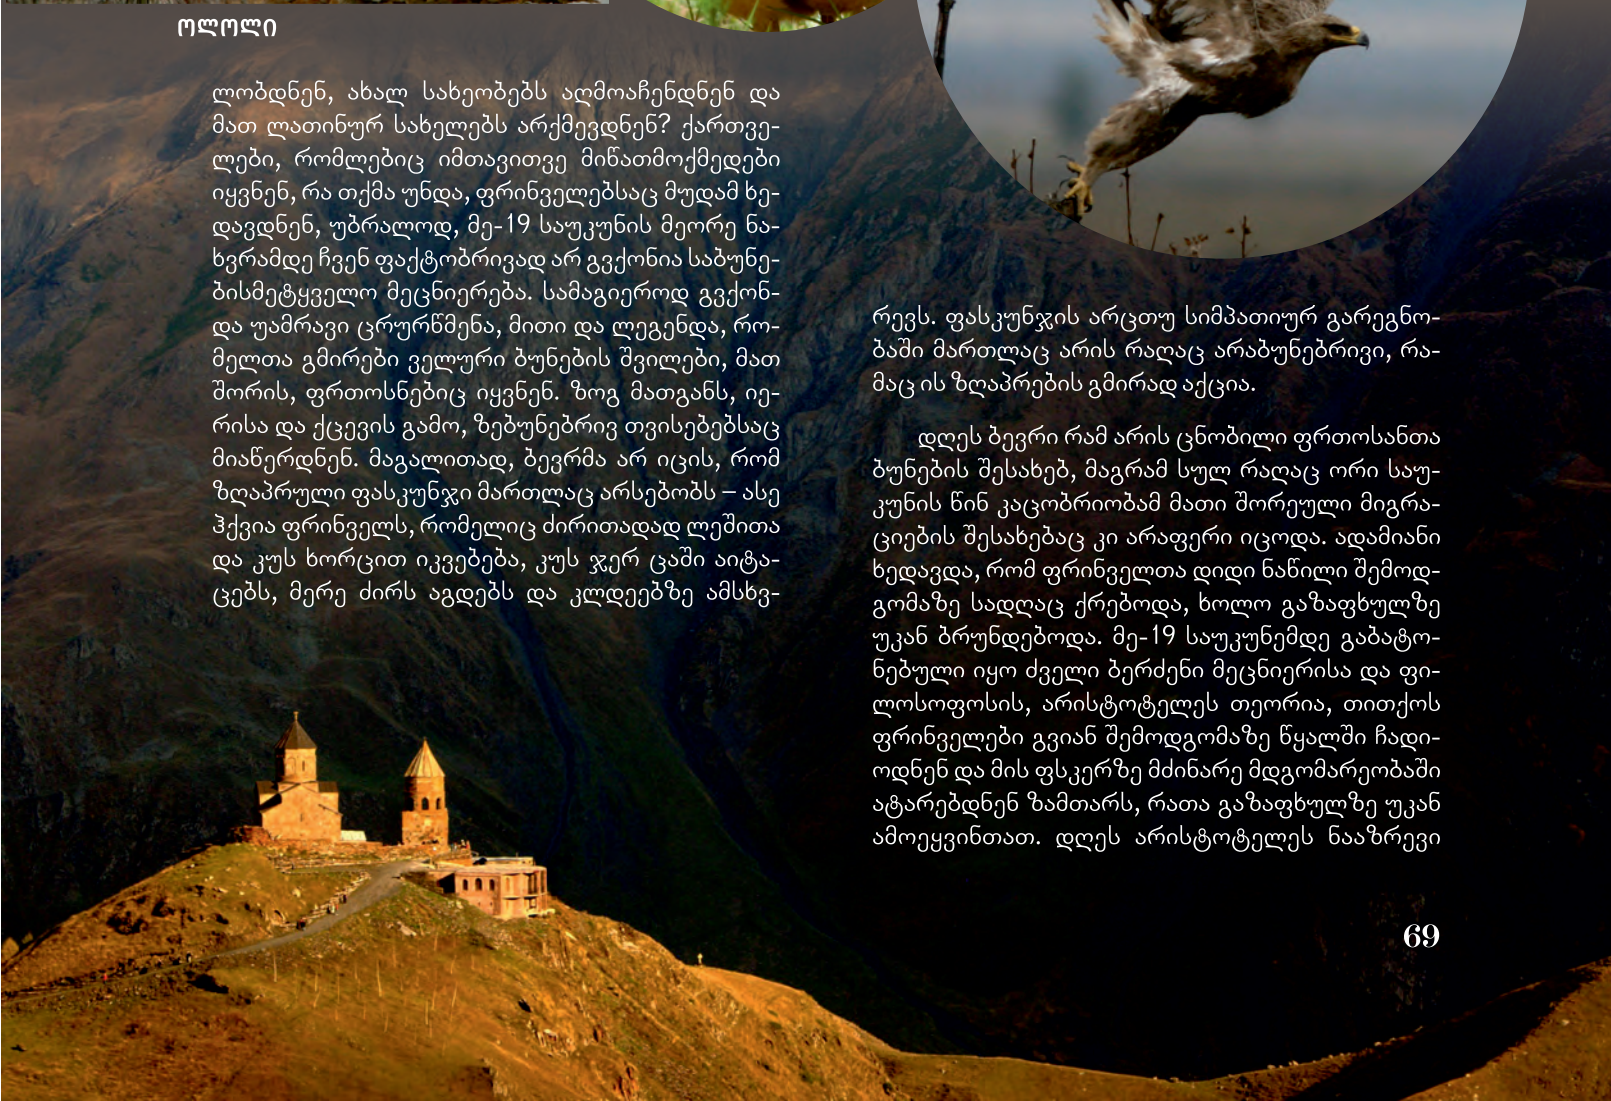 ოლოლი
ლობდნენ, ახალ სახეობებს აღმოაჩენდნენ და
მათ ლათინურ სახელებს არქმევდნენ? ქართვე-
ლები, რომლებიც იმთავითვე მიწათმოქმედები
იყვნენ, რა თქმა უნდა, ფრინველებსაც მუდამ ხე-
დავდნენ, უბრალოდ, მე-19 საუკუნის მეორე ნა-
ხვრამდე ჩვენ ფაქტობრივად არ გვქონია საბუნე-
ბისმეტყველო მეცნიერება. სამაგიეროდ გვქონ-
და უამრავი ცრურწმენა, მითი და ლეგენდა, რო-
მელთა გმირები ველური ბუნების შვილები, მათ
შორის, ფრთოსნებიც იყვნენ. ზოგ მათგანს, იე-
რისა და ქცევის გამო, ზებუნებრივ თვისებებსაც
მიაწერდნენ. მაგალითად, ბევრმა არ იცის, რომ
ზღაპრული ფასკუნჯი მართლაც არსებობს – ასე
ჰქვია ფრინველს, რომელიც ძირითადად ლეშითა
და კუს ხორცით იკვებება, კუს ჯერ ცაში აიტა-
ცებს, მერე ძირს აგდებს და კლდეებზე ამსხვ-
რევს. ფასკუნჯის არცთუ სიმპათიურ გარეგნო-
ბაში მართლაც არის რაღაც არაბუნებრივი, რა-
მაც ის ზღაპრების გმირად აქცია.
დღეს ბევრი რამ არის ცნობილი ფრთოსანთა
ბუნების შესახებ, მაგრამ სულ რაღაც ორი საუ-
კუნის წინ კაცობრიობამ მათი შორეული მიგრა-
ციების შესახებაც კი არაფერი იცოდა. ადამიანი
ხედავდა, რომ ფრინველთა დიდი ნაწილი შემოდ-
გომაზე სადღაც ქრებოდა, ხოლო გაზაფხულზე
უკან ბრუნდებოდა. მე-19 საუკუნემდე გაბატო-
ნებული იყო ძველი ბერძენი მეცნიერისა და ფი-
ლოსოფოსის, არისტოტელეს თეორია, თითქოს
ფრინველები გვიან შემოდგომაზე წყალში ჩადი-
ოდნენ და მის ფსკერზე მძინარე მდგომარეობაში
ატარებდნენ ზამთარს, რათა გაზაფხულზე უკან
ამოეყვინთათ. დღეს არისტოტელეს ნააზრევი
69